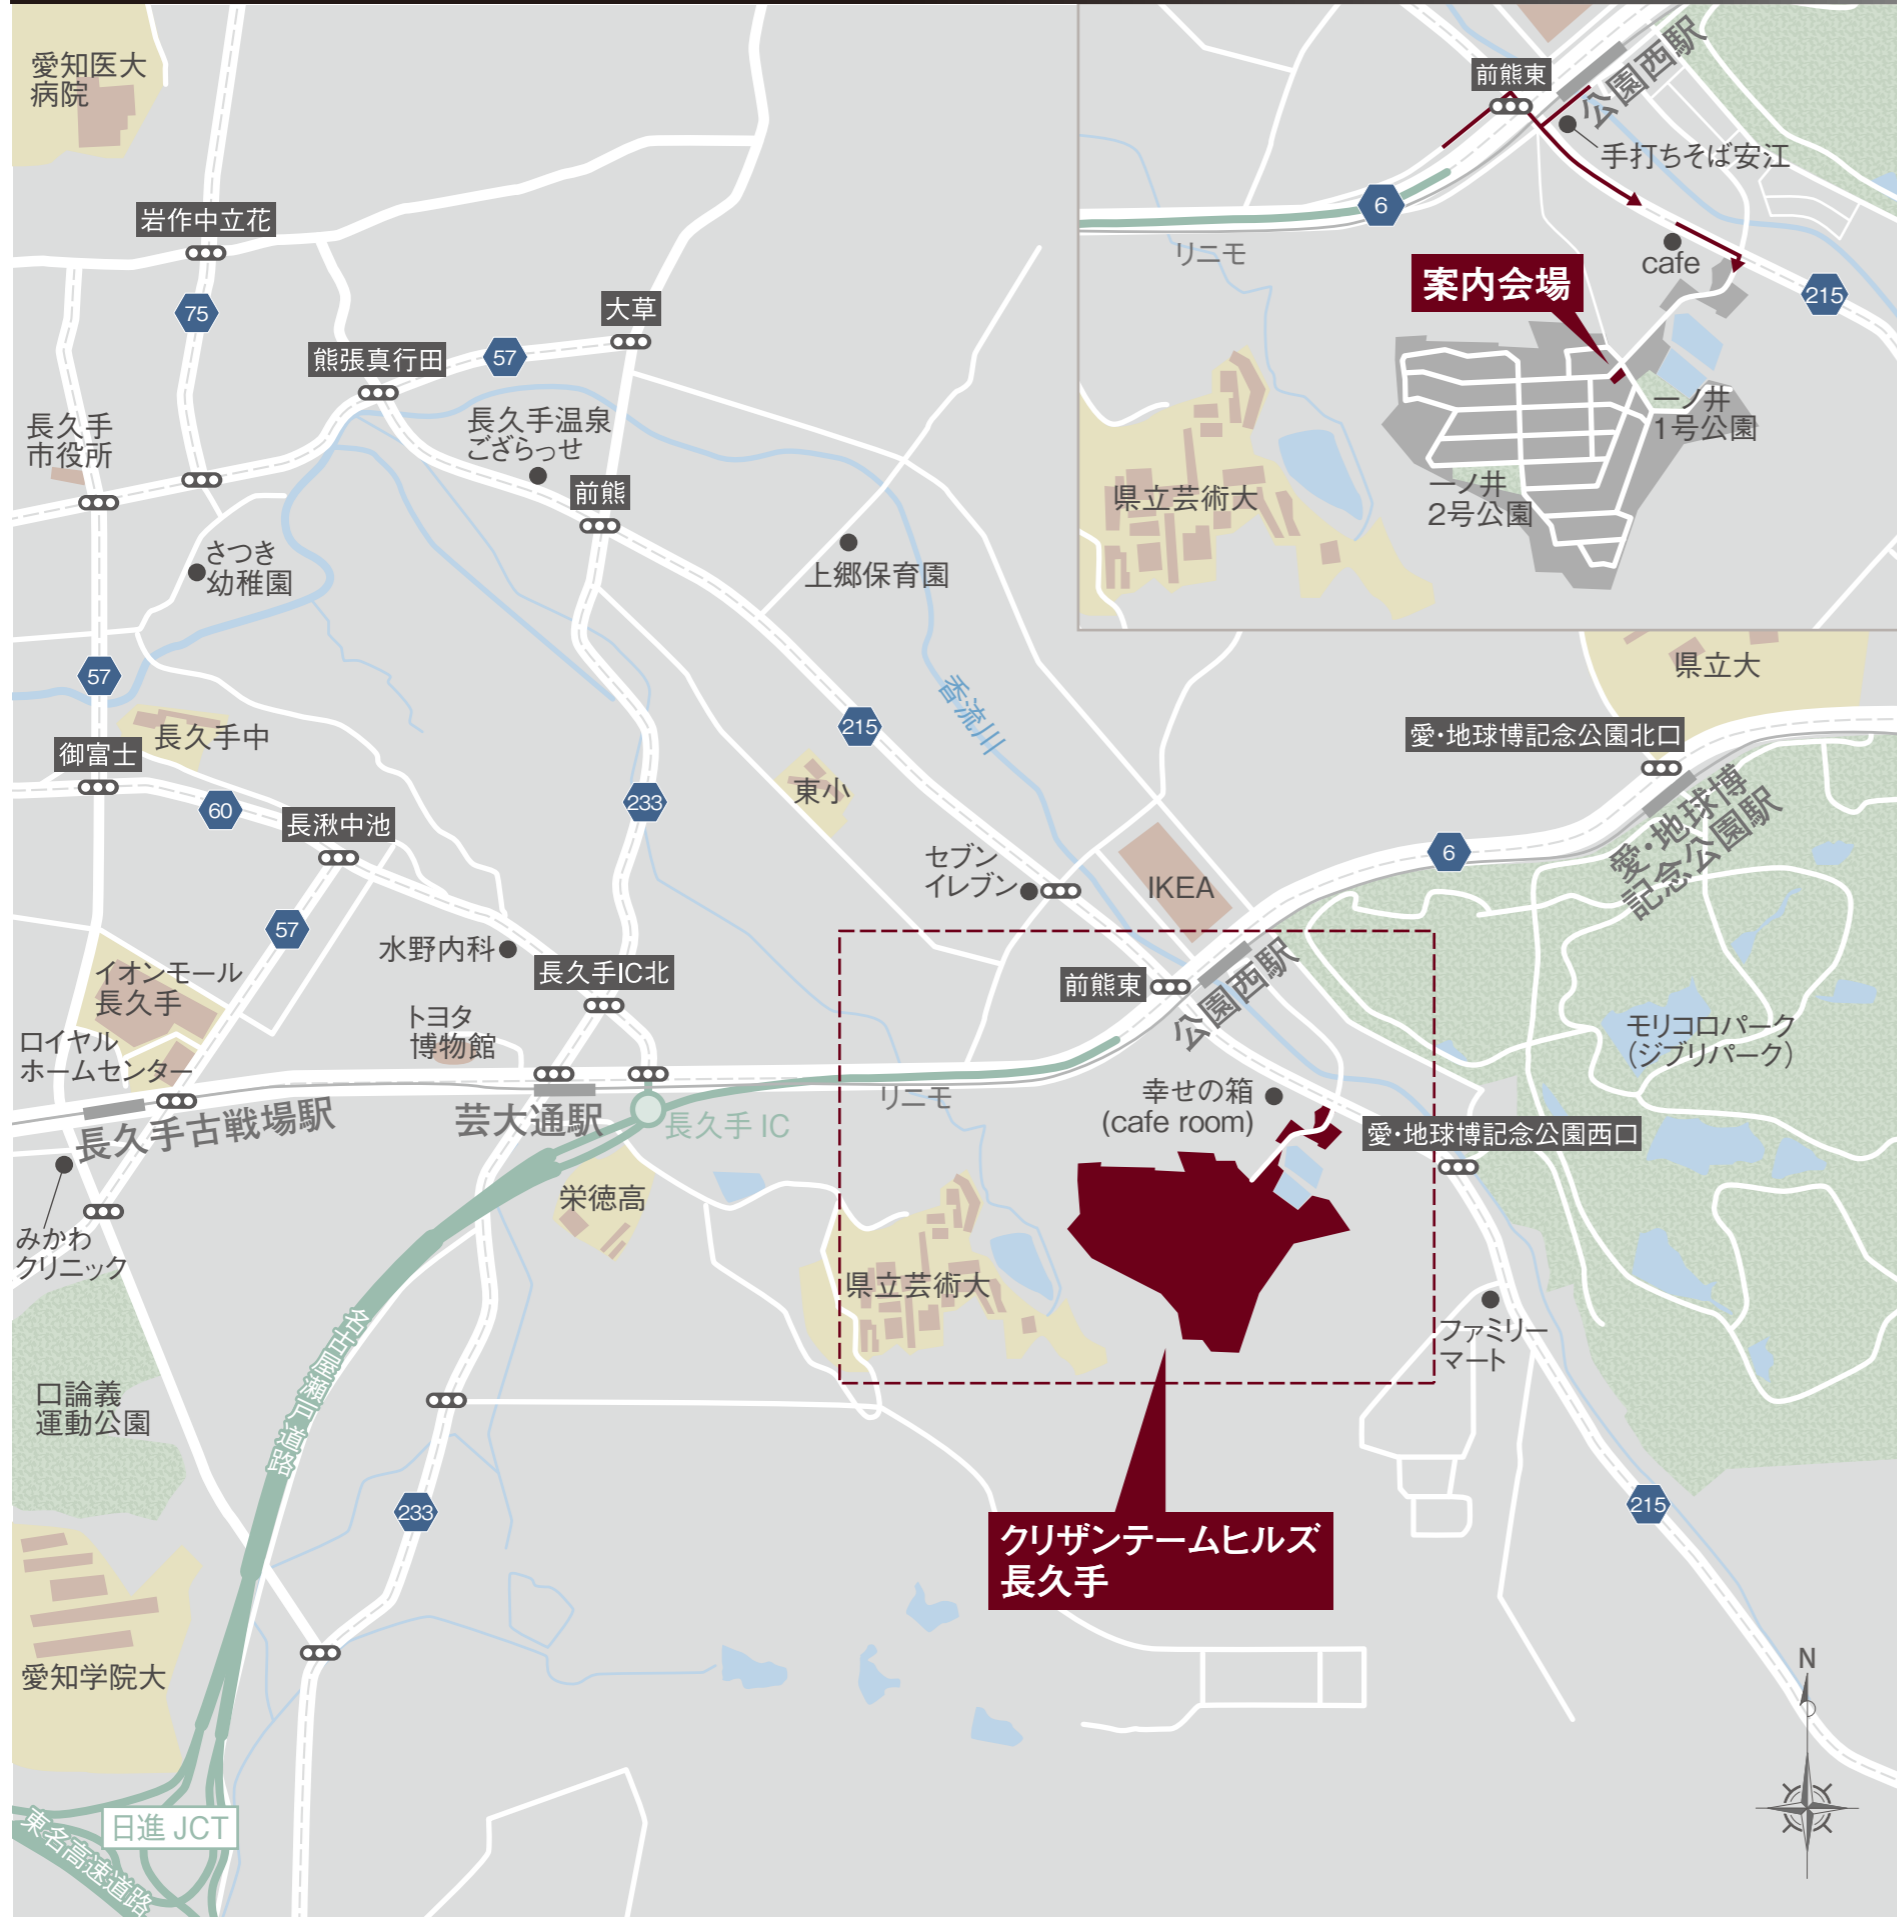 愛知医大
病院
岩作中立花
75
大草
熊張真行田
57
長久手
市役所
長久手温泉
ござらっせ
前熊
さつき
幼稚園
上郷保育園
57
香流川
215
長久手中
御富士
60
長湫中池
233
東小
セブン
イレブン
IKEA
57
水野内科
イオンモール
長久手
長久手IC北
トヨタ
博物館
ロイヤル
ホームセンター
長久手古戦場駅
芸大通駅
長久手 IC
リニモ
みかわ
クリニック
栄徳高
県立芸術大
口論義
運動公園
名古屋瀬戸道路
233
愛知学院大
日進 JCT
東名高速道路
前熊東
公園西駅
手打ちそば安江
6
リニモ
cafe
案内会場
215
一ノ井
1号公園
一ノ井
2号公園
県立芸術大
県立大
愛・地球博記念公園北口
愛・地球博
記念公園駅
6
前熊東
公園西駅
モリコロパーク
(ジブリパーク)
幸せの箱
(cafe room)
愛・地球博記念公園西口
ファミリー
マート
クリザンテームヒルズ
長久手
215
N